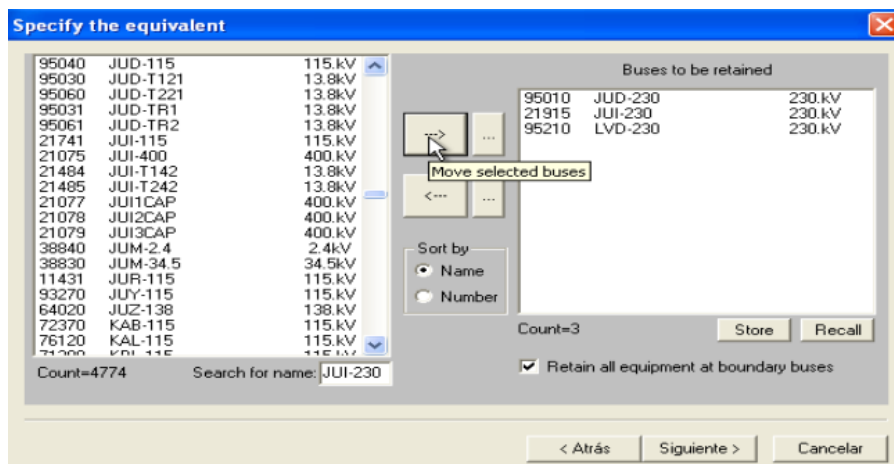 Specify the equivalent
95040 JUD-115 115.kV
95030 JUD-T121 13.8kV
95060 JUD-T221 13.8kV
95031 JUD-TR1 13.8kV
95061 JUD-TR2 13.8kV
21741 JUI-115 115.kV
21075 JUI-400 400.kV
21484 JUI-T142 13.8kV
21485 JUI-T242 13.8kV
21077 JUI1CAP 400.kV
21078 JUI2CAP 400.kV
21079 JUI3CAP 400.kV
38840 JUM-2.4 2.4kV
38830 JUM-34.5 34.5kV
11431 JUR-115 115.kV
93270 JUY-115 115.kV
64020 JUZ-138 138.kV
72370 KAB-115 115.kV
76120 KAL-115 115.kV
Count=4774
Search for name: JUI-230
---> ...
Move selected buses
<--- ...
Sort by
Name
Number
Buses to be retained
95010 JUD-230 230.kV
21915 JUI-230 230.kV
95210 LVD-230 230.kV
Count=3
Store
Recall
Retain all equipment at boundary buses
< Atrás
Siguiente >
Cancelar